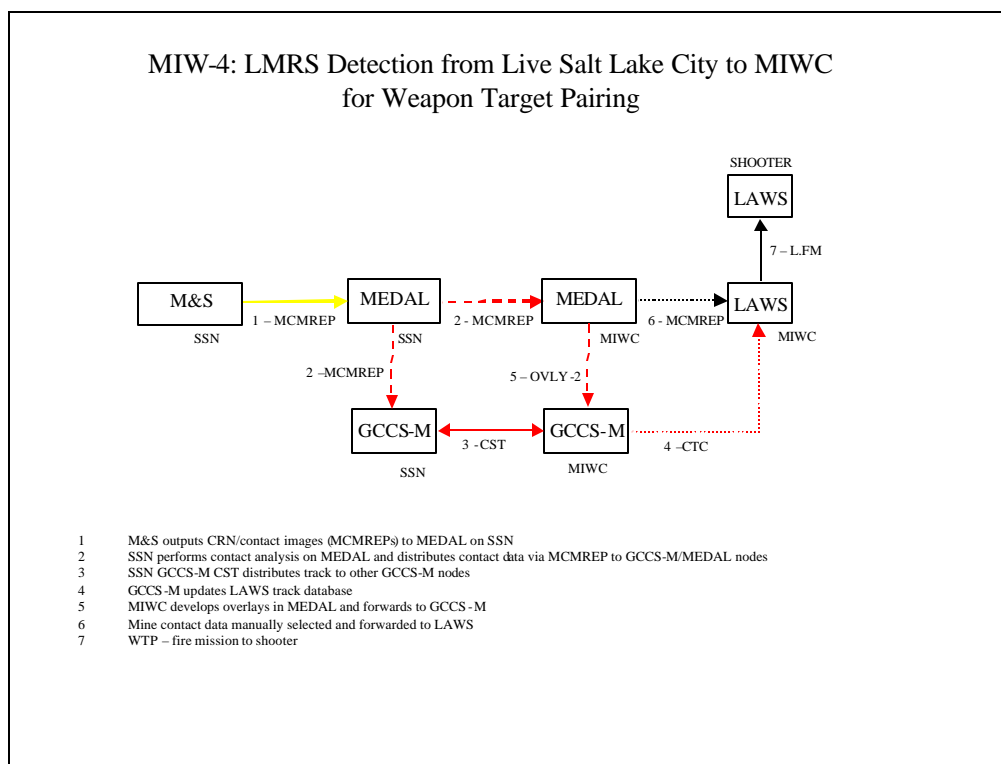 MIW-4: LMRS Detection from Live Salt Lake City to MIWC
for Weapon Target Pairing
SHOOTER
LAWS
7 – L.FM
M&S
MEDAL
MEDAL
LAWS
1 – MCMREP
2 - MCMREP
6 - MCMREP
SSN
SSN
MIWC
MIWC
2 –MCMREP
5 – OVLY -2
GCCS-M
GCCS- M
3 -CST
4 –CTC
SSN
MIWC
1 M&S outputs CRN/contact images (MCMREPs) to MEDAL on SSN
2 SSN performs contact analysis on MEDAL and distributes contact data via MCMREP to GCCS-M/MEDAL nodes
3 SSN GCCS-M CST distributes track to other GCCS-M nodes
4 GCCS-M updates LAWS track database
5 MIWC develops overlays in MEDAL and forwards to GCCS - M
6 Mine contact data manually selected and forwarded to LAWS
7 WTP – fire mission to shooter